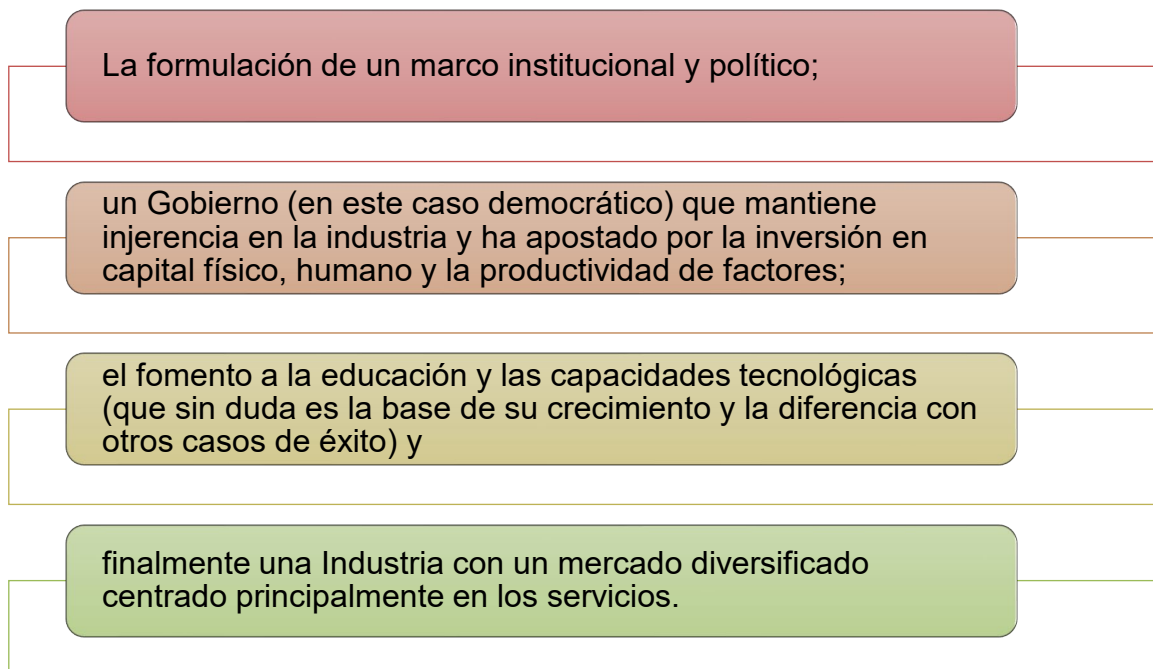 La formulación de un marco institucional y político;
un Gobierno (en este caso democrático) que mantiene
injerencia en la industria y ha apostado por la inversión en
capital físico, humano y la productividad de factores;
el fomento a la educación y las capacidades tecnológicas
(que sin duda es la base de su crecimiento y la diferencia con
otros casos de éxito) y
finalmente una Industria con un mercado diversificado
centrado principalmente en los servicios.